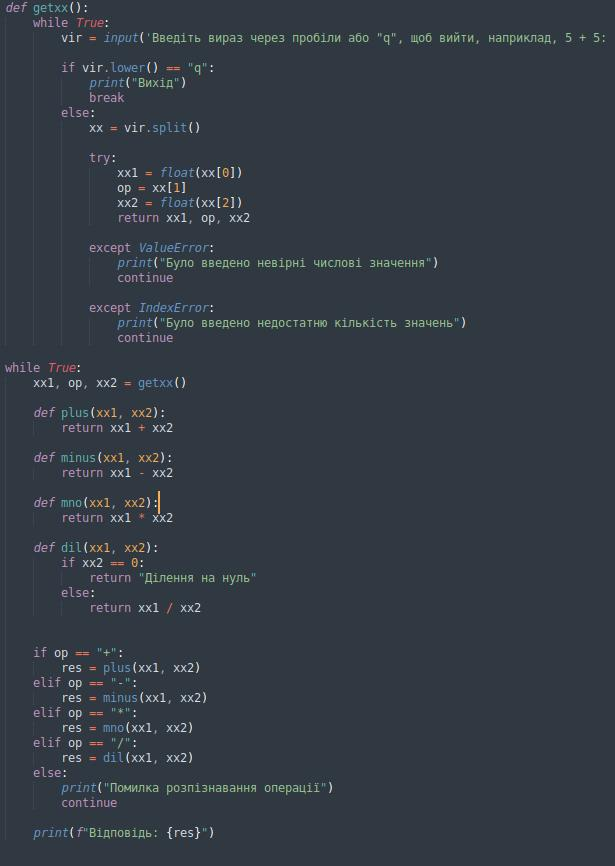 def getxx():
    while True:
        vir = input('Введіть вираз через пробіли або "q", щоб вийти, наприклад, 5 + 5:
        if vir.lower() == "q":
            print("Вихід")
            break
        else:
            xx = vir.split()
            try:
                xx1 = float(xx[0])
                op = xx[1]
                xx2 = float(xx[2])
                return xx1, op, xx2
            except ValueError:
                print("Було введено невірні числові значення")
                continue
            except IndexError:
                print("Було введено недостатню кількість значень")
                continue
while True:
    xx1, op, xx2 = getxx()
    def plus(xx1, xx2):
        return xx1 + xx2
    def minus(xx1, xx2):
        return xx1 - xx2
    def mno(xx1, xx2):
        return xx1 * xx2
    def dil(xx1, xx2):
        if xx2 == 0:
            return "Ділення на нуль"
        else:
            return xx1 / xx2
    if op == "+":
        res = plus(xx1, xx2)
    elif op == "-":
        res = minus(xx1, xx2)
    elif op == "*":
        res = mno(xx1, xx2)
    elif op == "/":
        res = dil(xx1, xx2)
    else:
        print("Помилка розпізнавання операції")
        continue
    print(f"Відповідь: {res}")